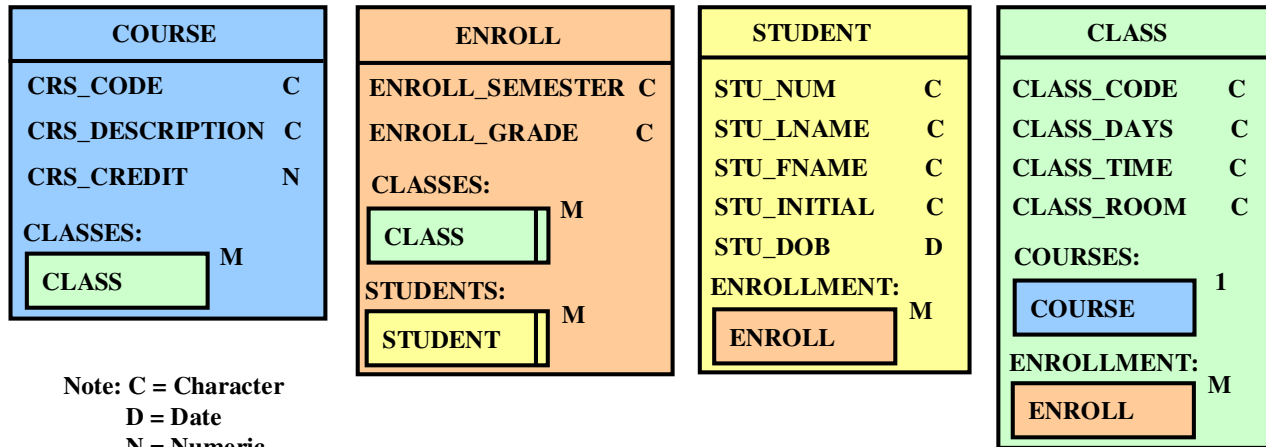 COURSE
CRS_CODE C
CRS_DESCRIPTION C
CRS_CREDIT N
CLASSES:
M
CLASS
ENROLL
ENROLL_SEMESTER C
ENROLL_GRADE C
CLASSES:
M
CLASS
STUDENTS:
M
STUDENT
STUDENT
STU_NUM C
STU_LNAME C
STU_FNAME C
STU_INITIAL C
STU_DOB D
ENROLLMENT:
M
ENROLL
CLASS
CLASS_CODE C
CLASS_DAYS C
CLASS_TIME C
CLASS_ROOM C
COURSES:
1
COURSE
ENROLLMENT:
M
ENROLL
Note: C = Character
D = Date
N = Numeric